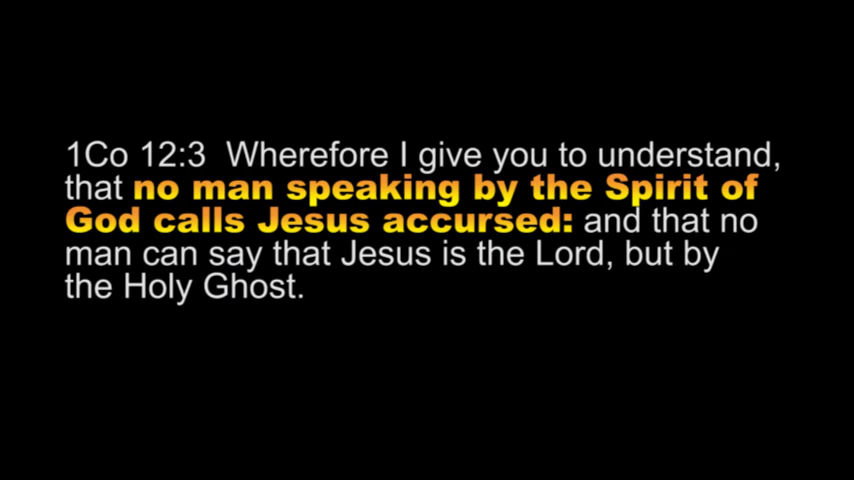 1Co 12:3  Wherefore I give you to understand,
that no man speaking by the Spirit of
God calls Jesus accursed: and that no
man can say that Jesus is the Lord, but by
the Holy Ghost.